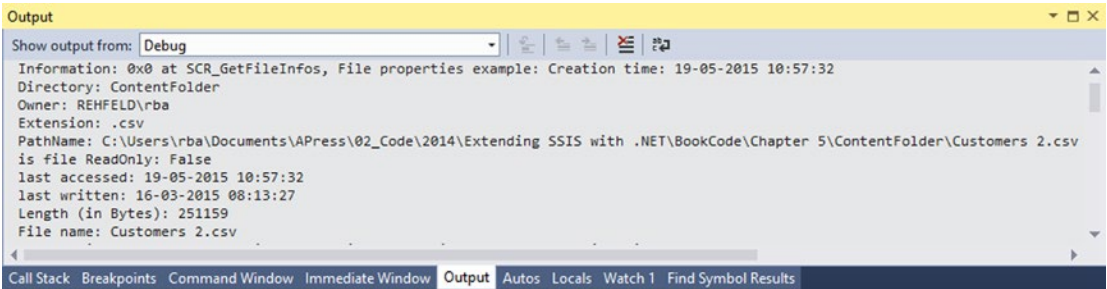 Output
Show output from: Debug
Information: 0x0 at SCR_GetFileInfos, File properties example: Creation time: 19-05-2015 10:57:32
Directory: ContentFolder
Owner: REHFELD\rba
Extension: .csv
PathName: C:\Users\rba\Documents\APress\02_Code\2014\Extending SSIS with .NET\BookCode\Chapter 5\ContentFolder\Customers 2.csv
is file ReadOnly: False
last accessed: 19-05-2015 10:57:32
last written: 16-03-2015 08:13:27
Length (in Bytes): 251159
File name: Customers 2.csv
Call Stack Breakpoints Command Window Immediate Window Output Autos Locals Watch 1 Find Symbol Results